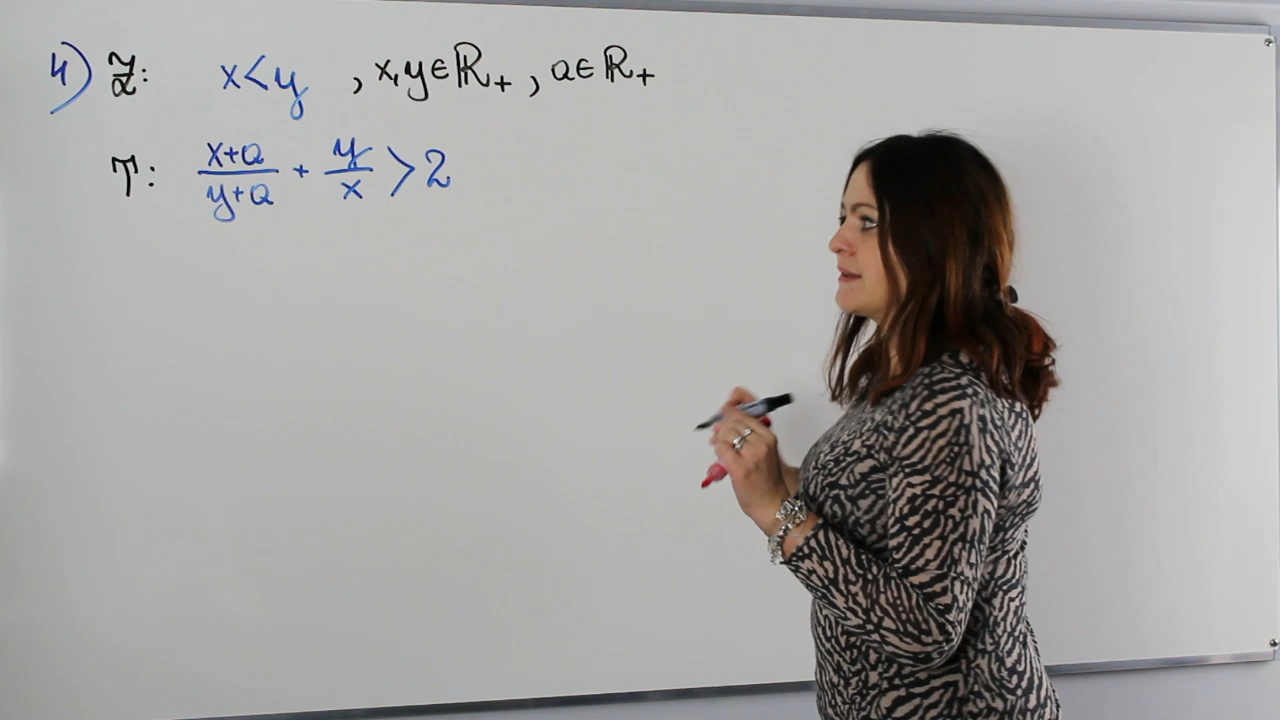 4) Z: x<y , x,y∈ℝ₊ , a∈ℝ₊
T: (x+a)/(y+a) + y/x > 2